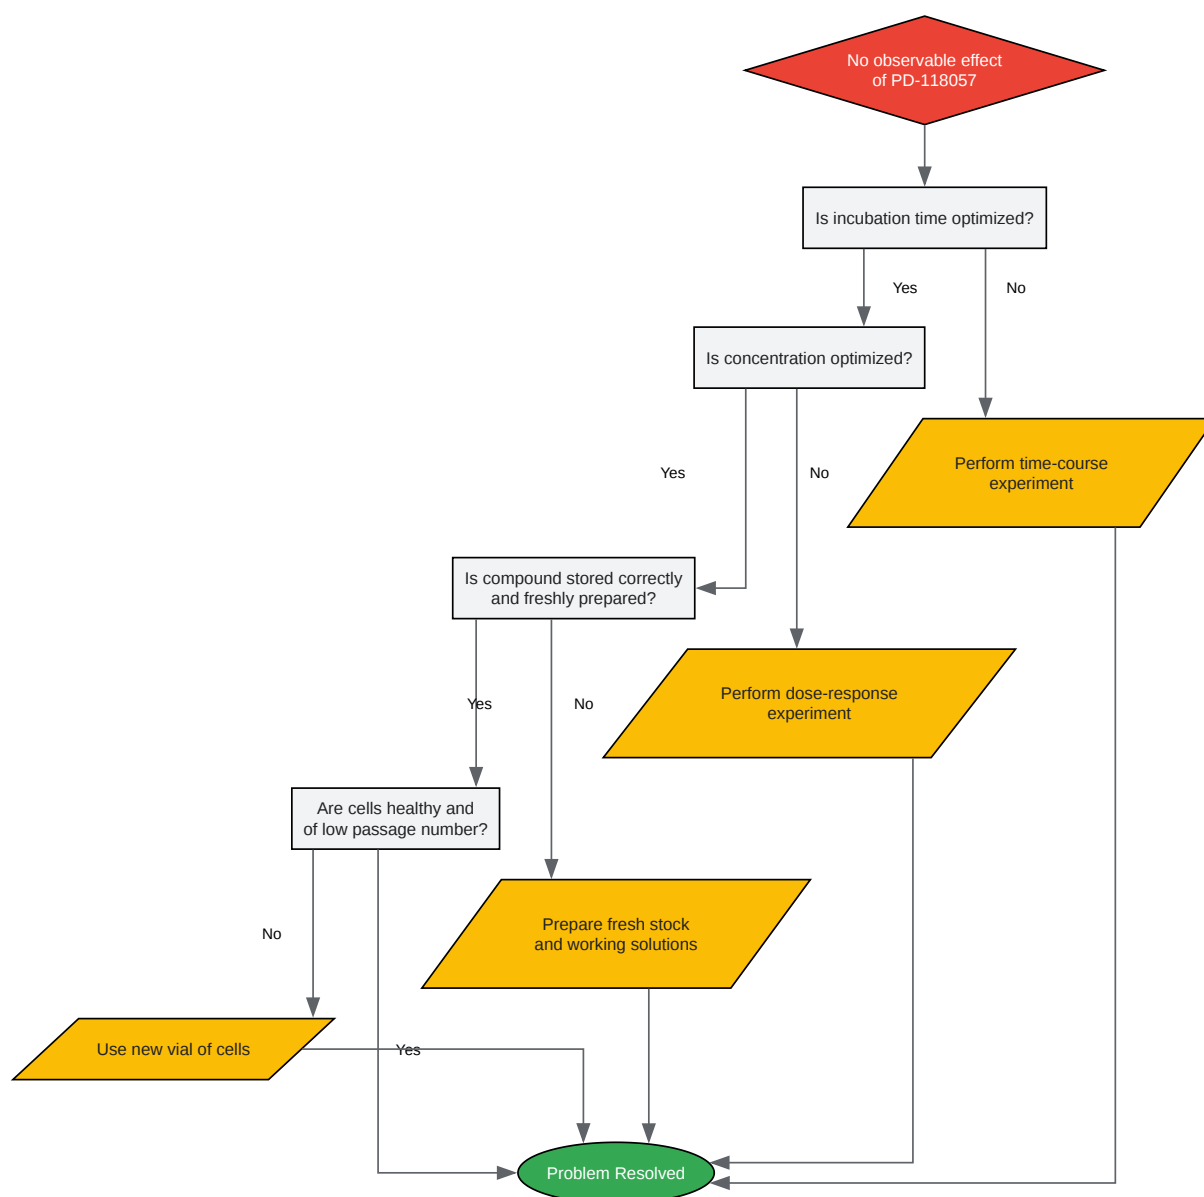 No observable effect
of PD-118057
Is incubation time optimized?
Yes
No
Is concentration optimized?
Perform time-course
experiment
Yes
No
Is compound stored correctly
and freshly prepared?
Perform dose-response
experiment
Yes
No
Are cells healthy and
of low passage number?
Prepare fresh stock
and working solutions
No
Use new vial of cells
Yes
Problem Resolved